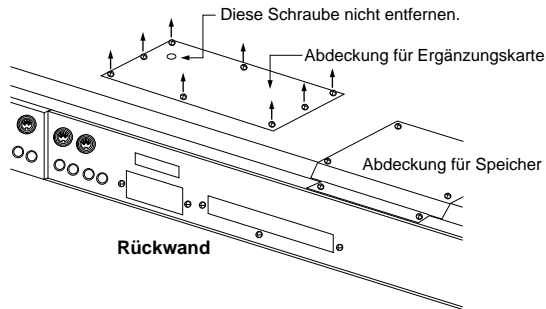 Diese Schraube nicht entfernen.
Abdeckung für Ergänzungskarte
Abdeckung für Speicher
Rückwand